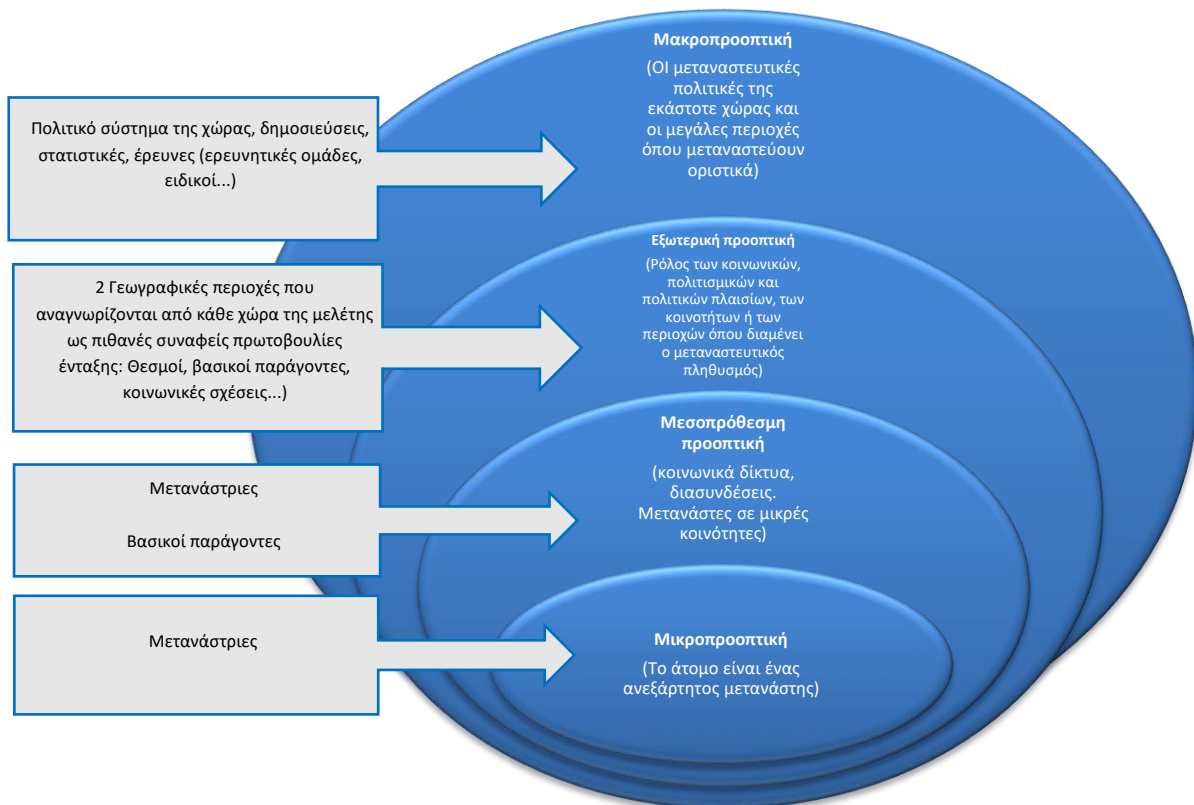 Μακροπροοπτική
(ΟΙ μεταναστευτικές
πολιτικές της
εκάστοτε χώρας και
οι μεγάλες περιοχές
όπου μεταναστεύουν
οριστικά)
Πολιτικό σύστημα της χώρας, δημοσιεύσεις,
στατιστικές, έρευνες (ερευνητικές ομάδες,
ειδικοί...)
Εξωτερική προοπτική
(Ρόλος των κοινωνικών,
πολιτισμικών και
πολιτικών πλαισίων, των
κοινοτήτων ή των
περιοχών όπου διαμένει
ο μεταναστευτικός
πληθυσμός)
2 Γεωγραφικές περιοχές που
αναγνωρίζονται από κάθε χώρα της μελέτης
ως πιθανές συναφείς πρωτοβουλίες
ένταξης: Θεσμοί, βασικοί παράγοντες,
κοινωνικές σχέσεις...)
Μεσοπρόθεσμη
προοπτική
(κοινωνικά δίκτυα,
διασυνδέσεις.
Μετανάστες σε μικρές
κοινότητες)
Μετανάστριες
Βασικοί παράγοντες
Μετανάστριες
Μικροπροοπτική
(Το άτομο είναι ένας
ανεξάρτητος μετανάστης)